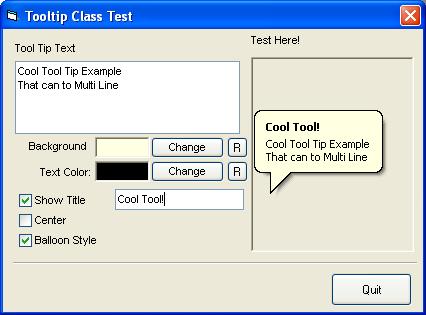 Tooltip Class Test
Tool Tip Text
Test Here!
Cool Tool Tip Example
That can to Multi Line
Background
Change
R
Text Color:
Change
R
Show Title
Cool Tool!
Center
Balloon Style
Cool Tool!
Cool Tool Tip Example
That can to Multi Line
Quit